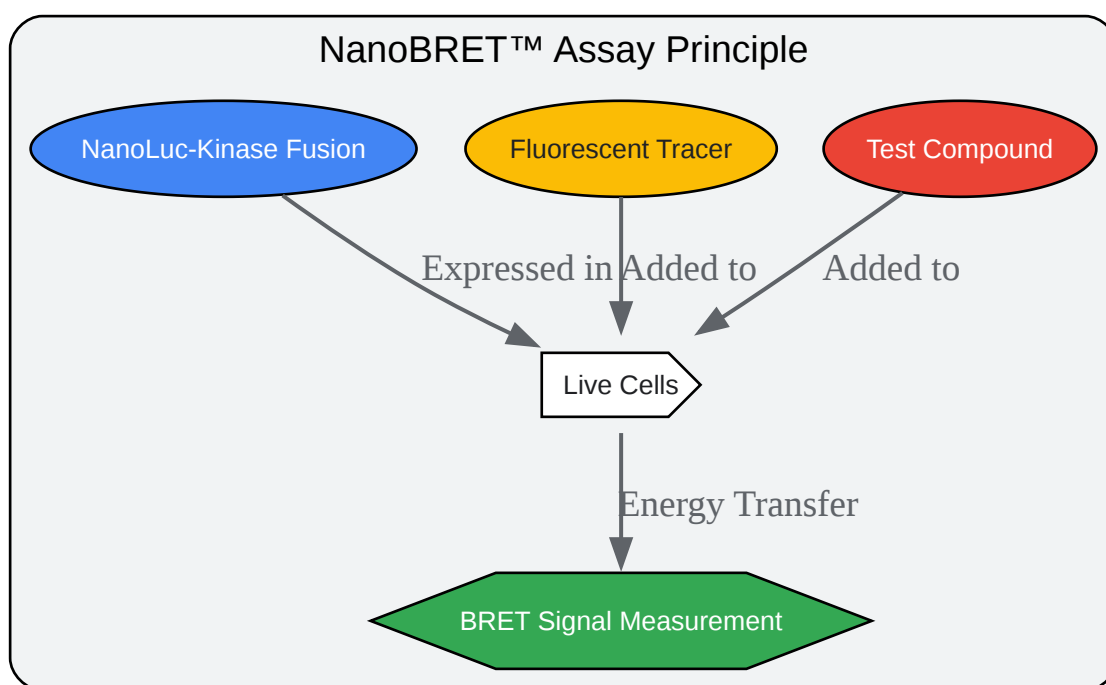 NanoBRET™ Assay Principle
NanoLuc-Kinase Fusion
Fluorescent Tracer
Test Compound
Expressed in
Added to
Added to
Live Cells
Energy Transfer
BRET Signal Measurement